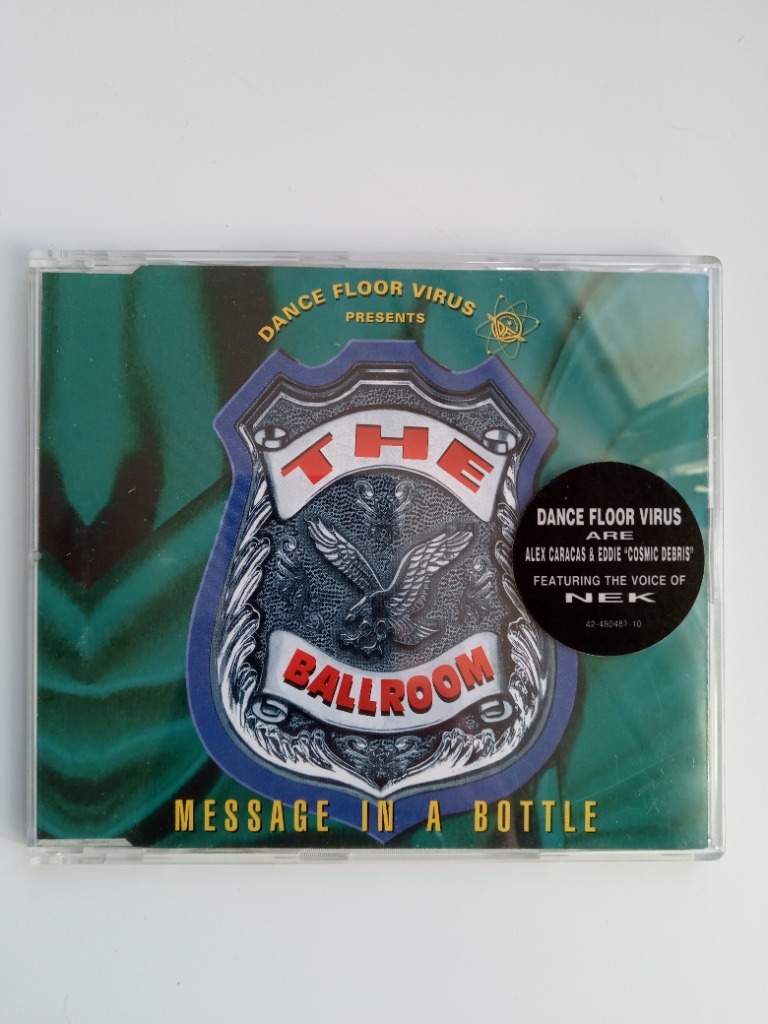 DANCE FLOOR VIRUS
PRESENTS
THE
BALLROOM
MESSAGE IN A BOTTLE
DANCE FLOOR VIRUS
ARE
ALEX CARACAS & EDDIE "COSMIC DEBRIS"
FEATURING THE VOICE OF
NEK
42-480487 10